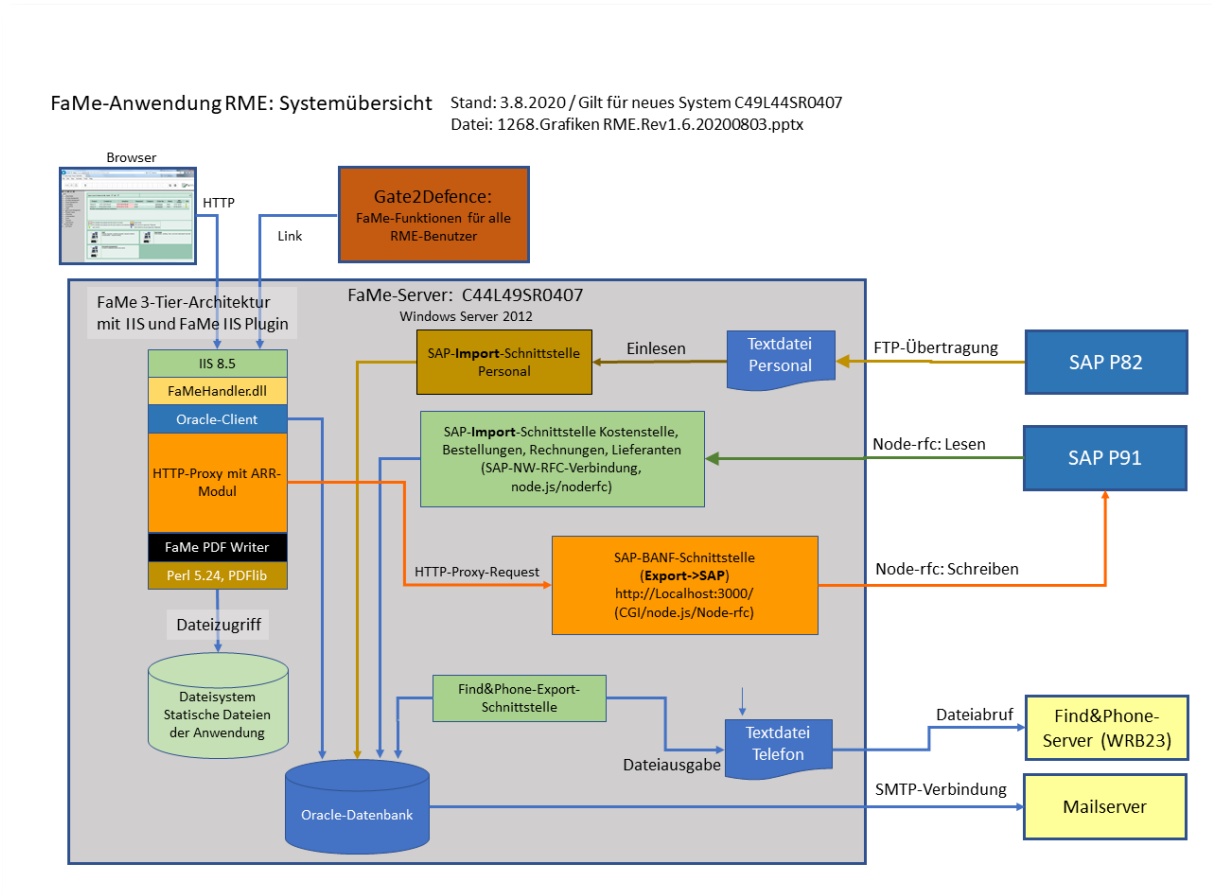 FaMe-Anwendung RME: Systemübersicht
Stand: 3.8.2020 / Gilt für neues System C49L44SR0407
Datei: 1268.Grafiken RME.Rev1.6.20200803.pptx
Browser
HTTP
Gate2Defence:
FaMe-Funktionen für alle
RME-Benutzer
Link
FaMe 3-Tier-Architektur
mit IIS und FaMe IIS Plugin
FaMe-Server: C44L49SR0407
Windows Server 2012
IIS 8.5
FaMeHandler.dll
Oracle-Client
HTTP-Proxy mit ARR-
Modul
FaMe PDF Writer
Perl 5.24, PDFlib
Dateizugriff
Dateisystem
Statische Dateien
der Anwendung
SAP-Import-Schnittstelle
Personal
Einlesen
Textdatei
Personal
FTP-Übertragung
SAP P82
SAP-Import-Schnittstelle Kostenstelle,
Bestellungen, Rechnungen, Lieferanten
(SAP-NW-RFC-Verbindung,
node.js/noderfc)
Node-rfc: Lesen
SAP P91
HTTP-Proxy-Request
SAP-BANF-Schnittstelle
(Export->SAP)
http://Localhost:3000/
(CGI/node.js/Node-rfc)
Node-rfc: Schreiben
Find&Phone-Export-
Schnittstelle
Dateiausgabe
Textdatei
Telefon
Dateiabruf
Find&Phone-
Server (WRB23)
Oracle-Datenbank
SMTP-Verbindung
Mailserver